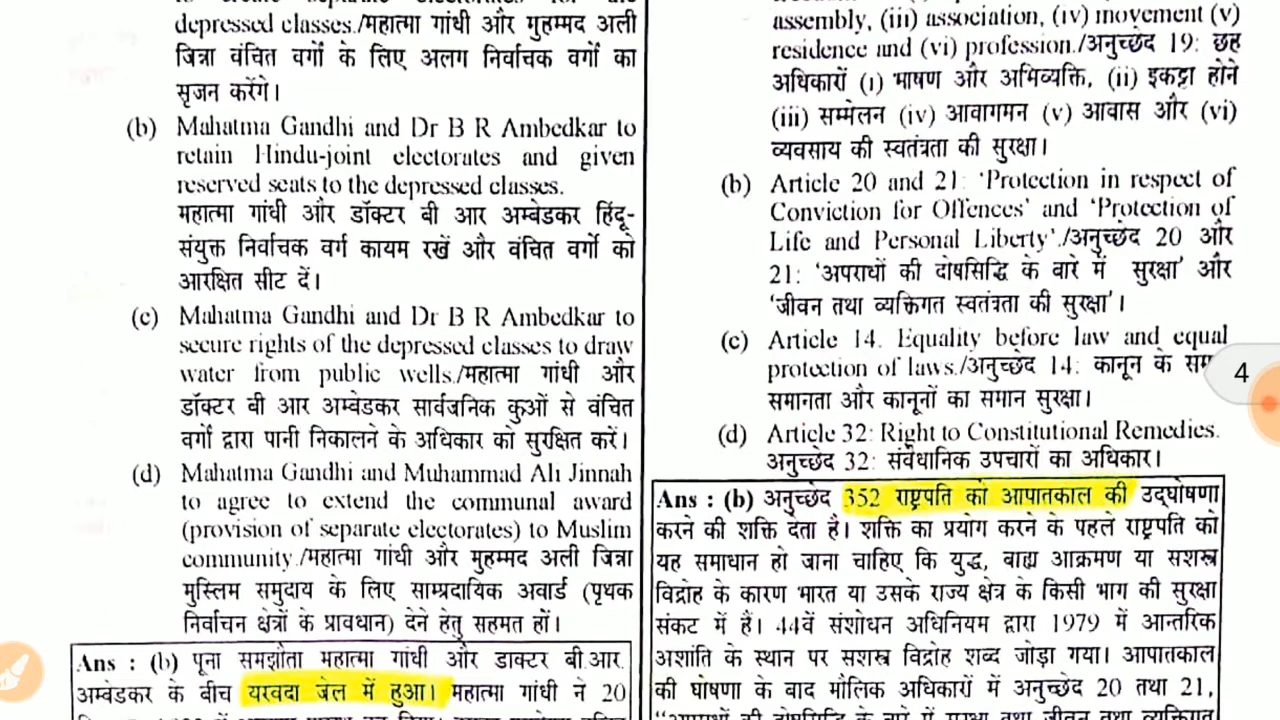 depressed classes./महात्मा गांधी और मुहम्मद अली
जिन्ना वंचित वर्गों के लिए अलग निर्वाचक वर्गों का
सृजन करेंगे।
(b) Mahatma Gandhi and Dr B R Ambedkar to
retain Hindu-joint electorates and given
reserved seats to the depressed classes.
महात्मा गांधी और डॉक्टर बी आर अम्बेडकर हिंदू-
संयुक्त निर्वाचक वर्ग कायम रखें और वंचित वर्गों को
आरक्षित सीट दें।
(c) Mahatma Gandhi and Dr B R Ambedkar to
secure rights of the depressed classes to draw
water from public wells./महात्मा गांधी और
डॉक्टर बी आर अम्बेडकर सार्वजनिक कुओं से वंचित
वर्गों द्वारा पानी निकालने के अधिकार को सुरक्षित करें।
(d) Mahatma Gandhi and Muhammad Ali Jinnah
to agree to extend the communal award
(provision of separate electorates) to Muslim
community./महात्मा गांधी और मुहम्मद अली जिन्ना
मुस्लिम समुदाय के लिए साम्प्रदायिक अवार्ड (पृथक
निर्वाचन क्षेत्रों के प्रावधान) देने हेतु सहमत हों।
Ans : (b) पूना समझौता महात्मा गांधी और डाक्टर बी.आर.
अम्बेडकर के बीच यरवदा जेल में हुआ। महात्मा गांधी ने 20
assembly, (iii) association, (iv) movement (v)
residence and (vi) profession./अनुच्छेद 19: छह
अधिकारों (i) भाषण और अभिव्यक्ति, (ii) इकट्ठा होने
(iii) सम्मेलन (iv) आवागमन (v) आवास और (vi)
व्यवसाय की स्वतंत्रता की सुरक्षा।
(b) Article 20 and 21: 'Protection in respect of
Conviction for Offences' and 'Protection of
Life and Personal Liberty'./अनुच्छेद 20 और
21: 'अपराधों की दोषसिद्धि के बारे में सुरक्षा' और
'जीवन तथा व्यक्तिगत स्वतंत्रता की सुरक्षा'।
(c) Article 14. Equality before law and equal
protection of laws./अनुच्छेद 14: कानून के
समानता और कानूनों का समान सुरक्षा।
(d) Article 32: Right to Constitutional Remedies.
अनुच्छेद 32: संवैधानिक उपचारों का अधिकार।
Ans : (b) अनुच्छेद 352 राष्ट्रपति को आपातकाल की उद्घोषणा
करने की शक्ति देता है। शक्ति का प्रयोग करने के पहले राष्ट्रपति को
यह समाधान हो जाना चाहिए कि युद्ध, बाह्य आक्रमण या सशस्त्र
विद्रोह के कारण भारत या उसके राज्य क्षेत्र के किसी भाग की सुरक्षा
संकट में हैं। 44वें संशोधन अधिनियम द्वारा 1979 में आन्तरिक
अशांति के स्थान पर सशस्त्र विद्रोह शब्द जोड़ा गया। आपातकाल
की घोषणा के बाद मौलिक अधिकारों में अनुच्छेद 20 तथा 21,
4